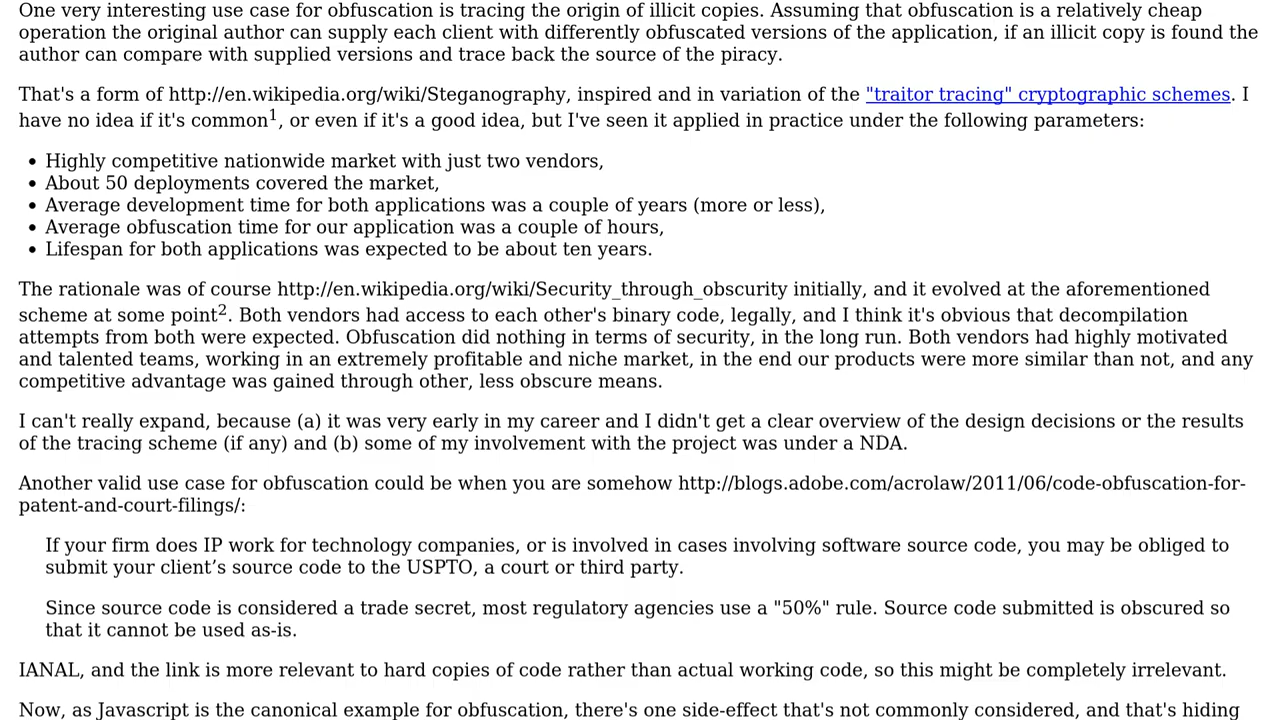 One very interesting use case for obfuscation is tracing the origin of illicit copies. Assuming that obfuscation is a relatively cheap
operation the original author can supply each client with differently obfuscated versions of the application, if an illicit copy is found the
author can compare with supplied versions and trace back the source of the piracy.
That's a form of http://en.wikipedia.org/wiki/Steganography, inspired and in variation of the "traitor tracing" cryptographic schemes. I
have no idea if it's common1, or even if it's a good idea, but I've seen it applied in practice under the following parameters:
• Highly competitive nationwide market with just two vendors,
• About 50 deployments covered the market,
• Average development time for both applications was a couple of years (more or less),
• Average obfuscation time for our application was a couple of hours,
• Lifespan for both applications was expected to be about ten years.
The rationale was of course http://en.wikipedia.org/wiki/Security_through_obscurity initially, and it evolved at the aforementioned
scheme at some point2. Both vendors had access to each other's binary code, legally, and I think it's obvious that decompilation
attempts from both were expected. Obfuscation did nothing in terms of security, in the long run. Both vendors had highly motivated
and talented teams, working in an extremely profitable and niche market, in the end our products were more similar than not, and any
competitive advantage was gained through other, less obscure means.
I can't really expand, because (a) it was very early in my career and I didn't get a clear overview of the design decisions or the results
of the tracing scheme (if any) and (b) some of my involvement with the project was under a NDA.
Another valid use case for obfuscation could be when you are somehow http://blogs.adobe.com/acrolaw/2011/06/code-obfuscation-for-
patent-and-court-filings/:
If your firm does IP work for technology companies, or is involved in cases involving software source code, you may be obliged to
submit your client’s source code to the USPTO, a court or third party.
Since source code is considered a trade secret, most regulatory agencies use a "50%" rule. Source code submitted is obscured so
that it cannot be used as-is.
IANAL, and the link is more relevant to hard copies of code rather than actual working code, so this might be completely irrelevant.
Now, as Javascript is the canonical example for obfuscation, there's one side-effect that's not commonly considered, and that's hiding